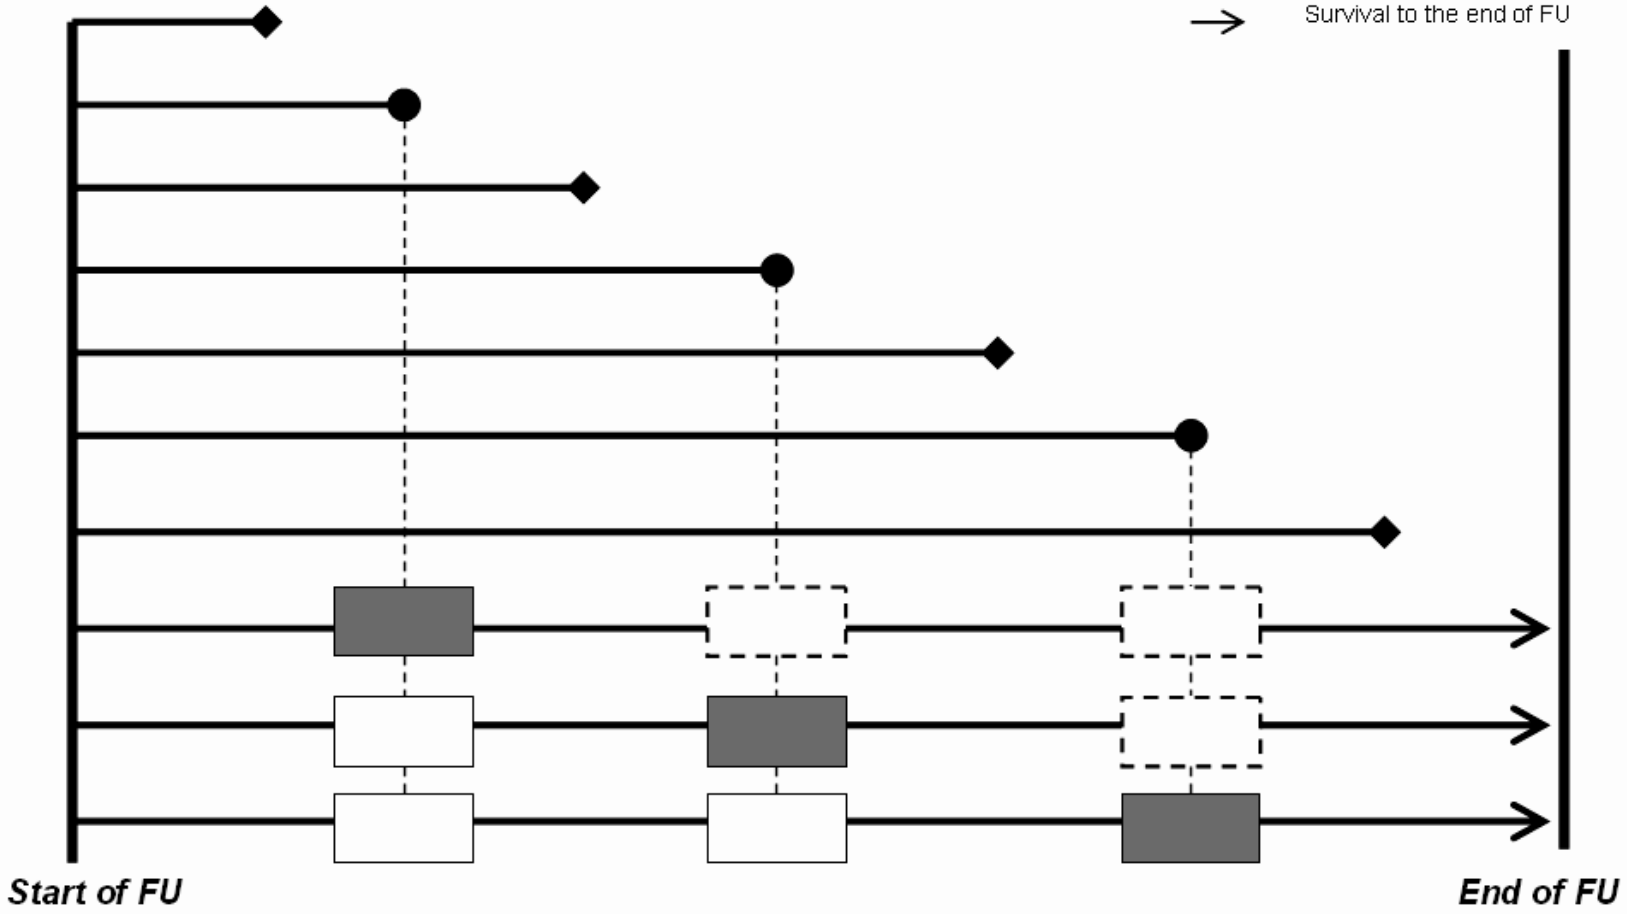 Survival to the end of FU
Start of FU
End of FU